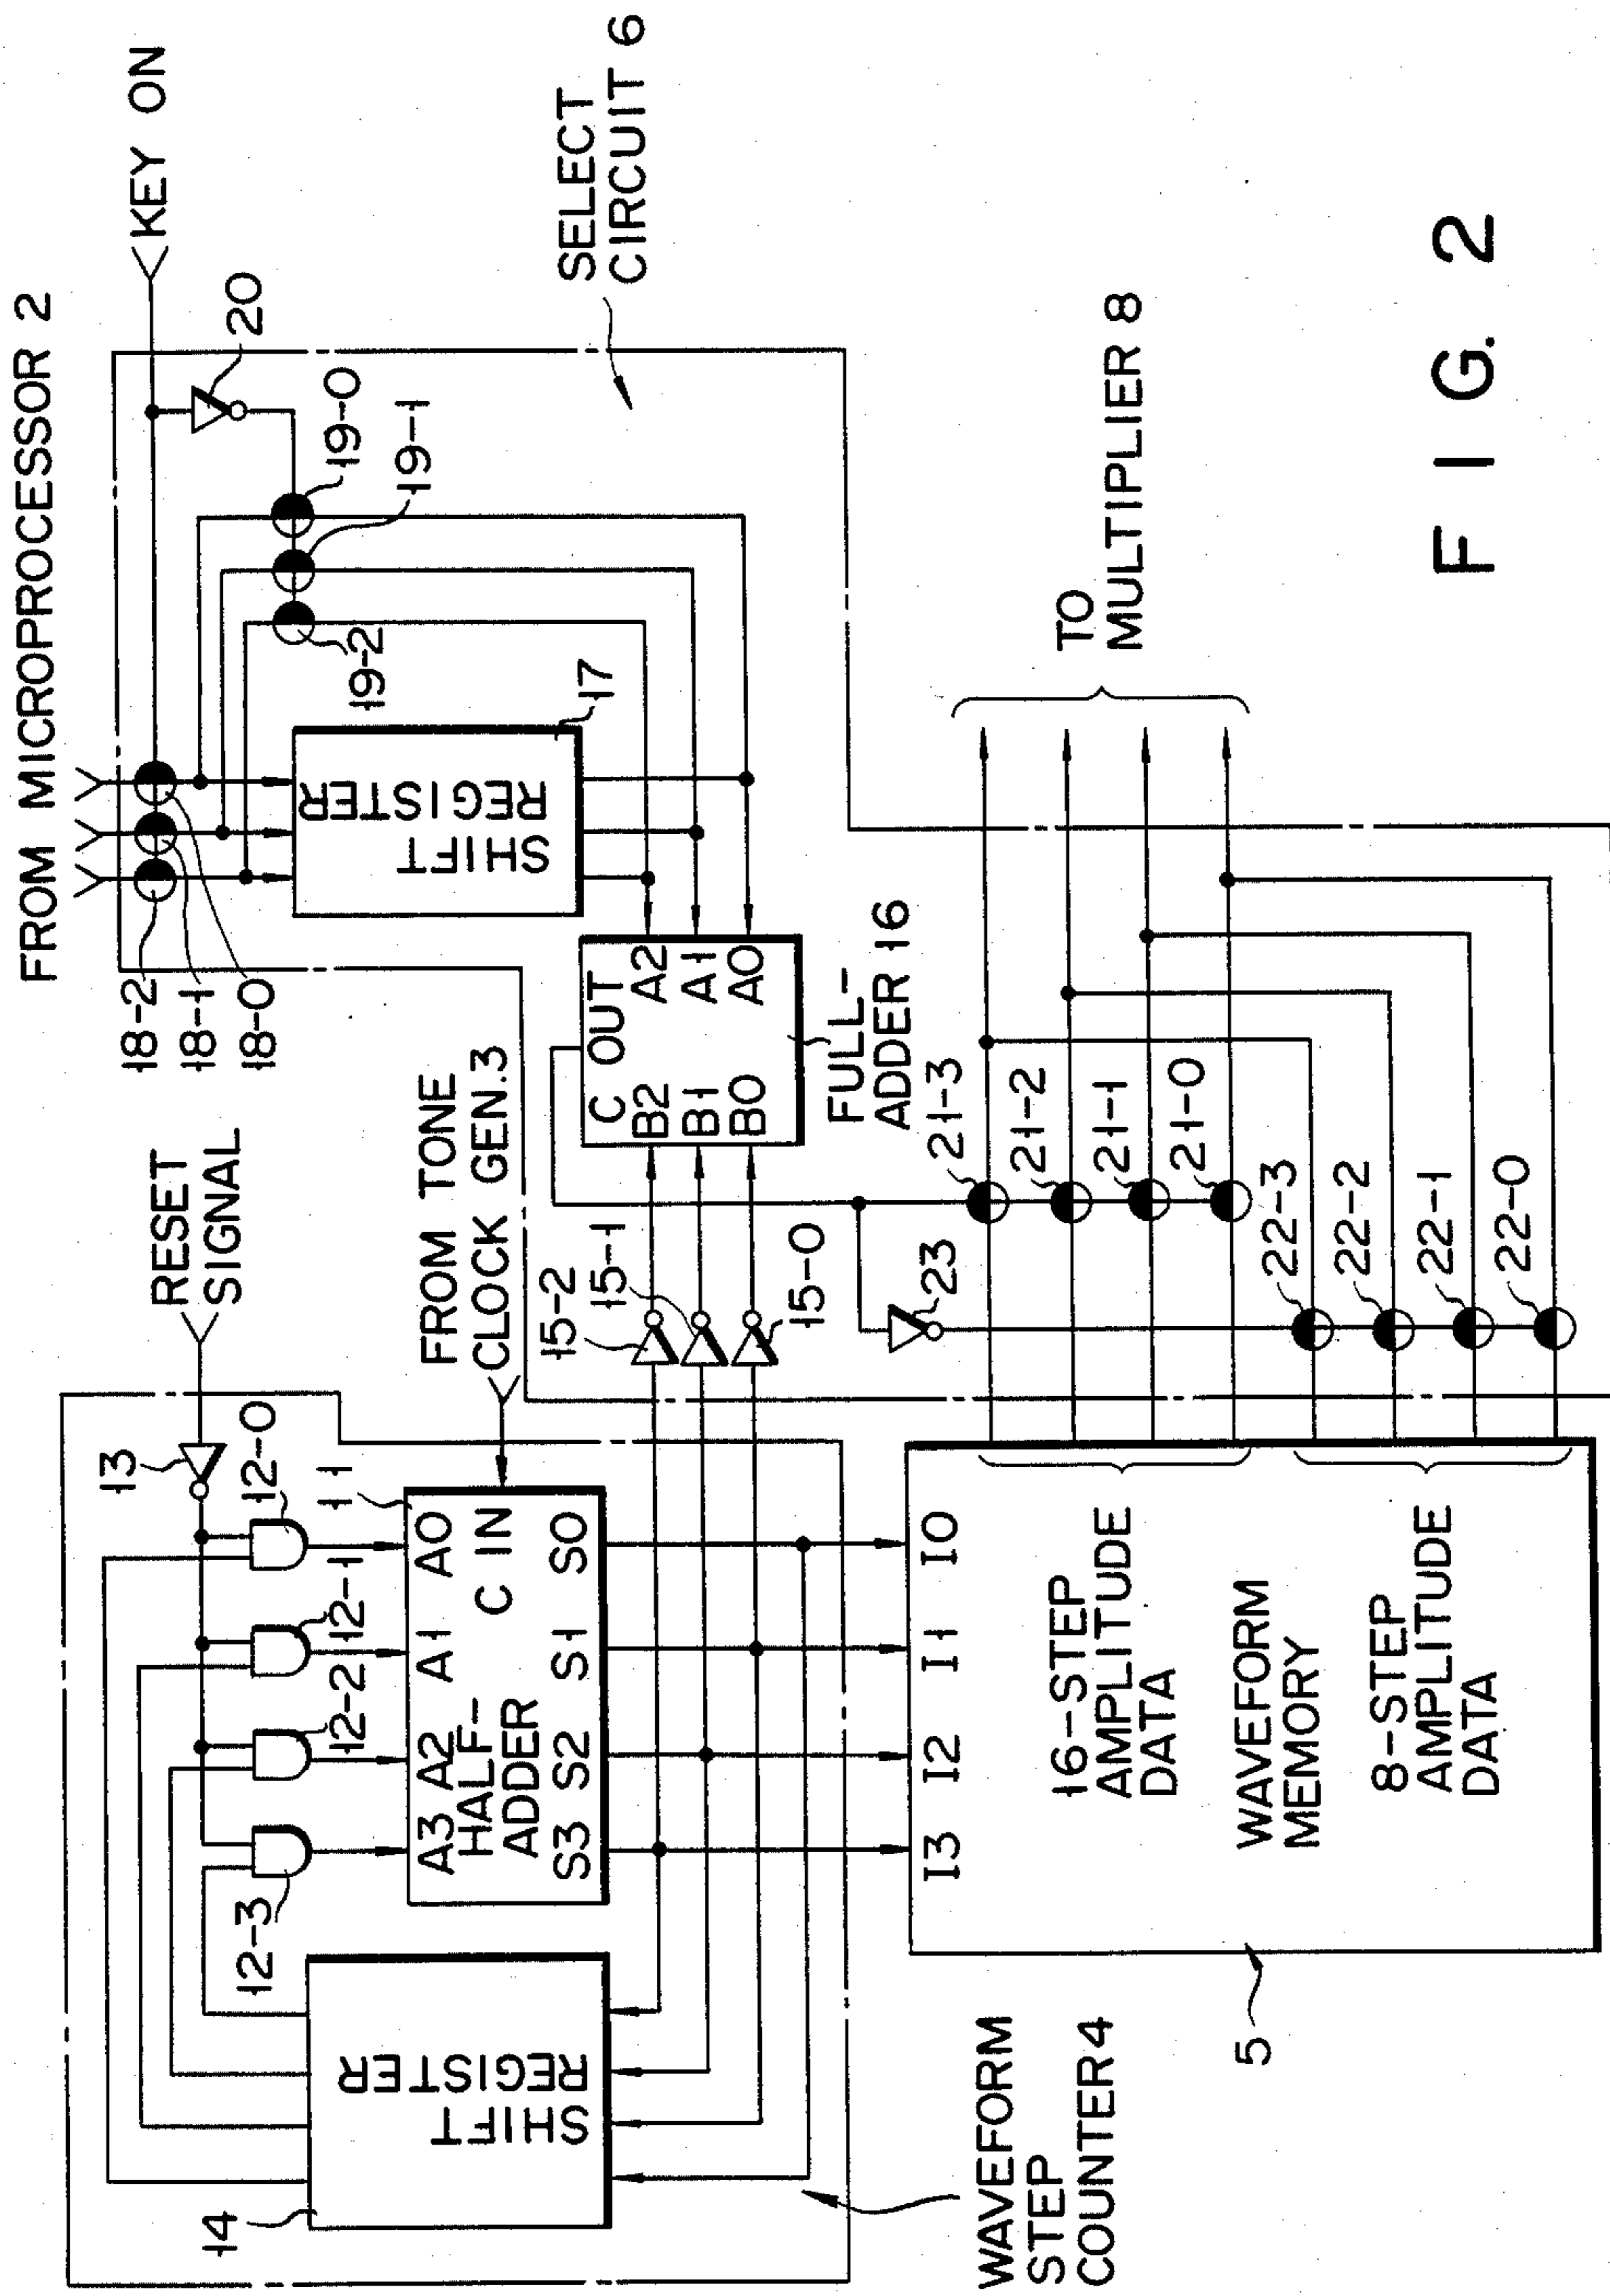 FROM MICROPROCESSOR 2
KEY ON
RESET
SIGNAL
18-2
18-1
18-0
20
19-0
19-1
19-2
SHIFT
REGISTER
17
SELECT
CIRCUIT 6
13
12-0
12-1
12-2
12-3
11
A3 A2 A1 A0
HALF-
ADDER
C IN
S3 S2 S1 S0
FROM TONE
CLOCK GEN.3
SHIFT
REGISTER
14
C OUT
B2 A2
B1 A1
B0 A0
FULL-
ADDER 16
15-2
15-1
15-0
WAVEFORM
STEP
COUNTER4
I3 I2 I1 I0
16-STEP
AMPLITUDE
DATA
WAVEFORM
MEMORY
8-STEP
AMPLITUDE
DATA
5
23
21-3
21-2
21-1
21-0
22-3
22-2
22-1
22-0
TO
MULTIPLIER 8
FIG. 2